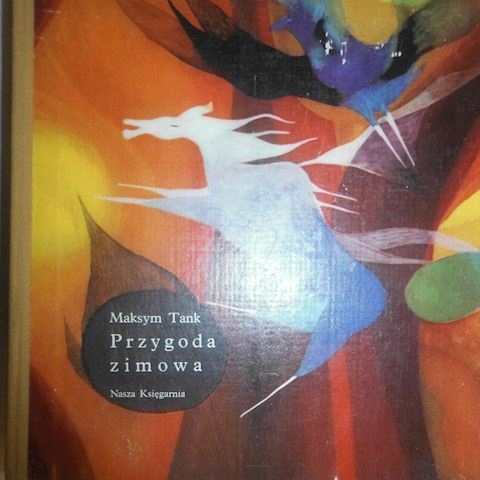 Maksym Tank
Przygoda
zimowa
Nasza Księgarnia